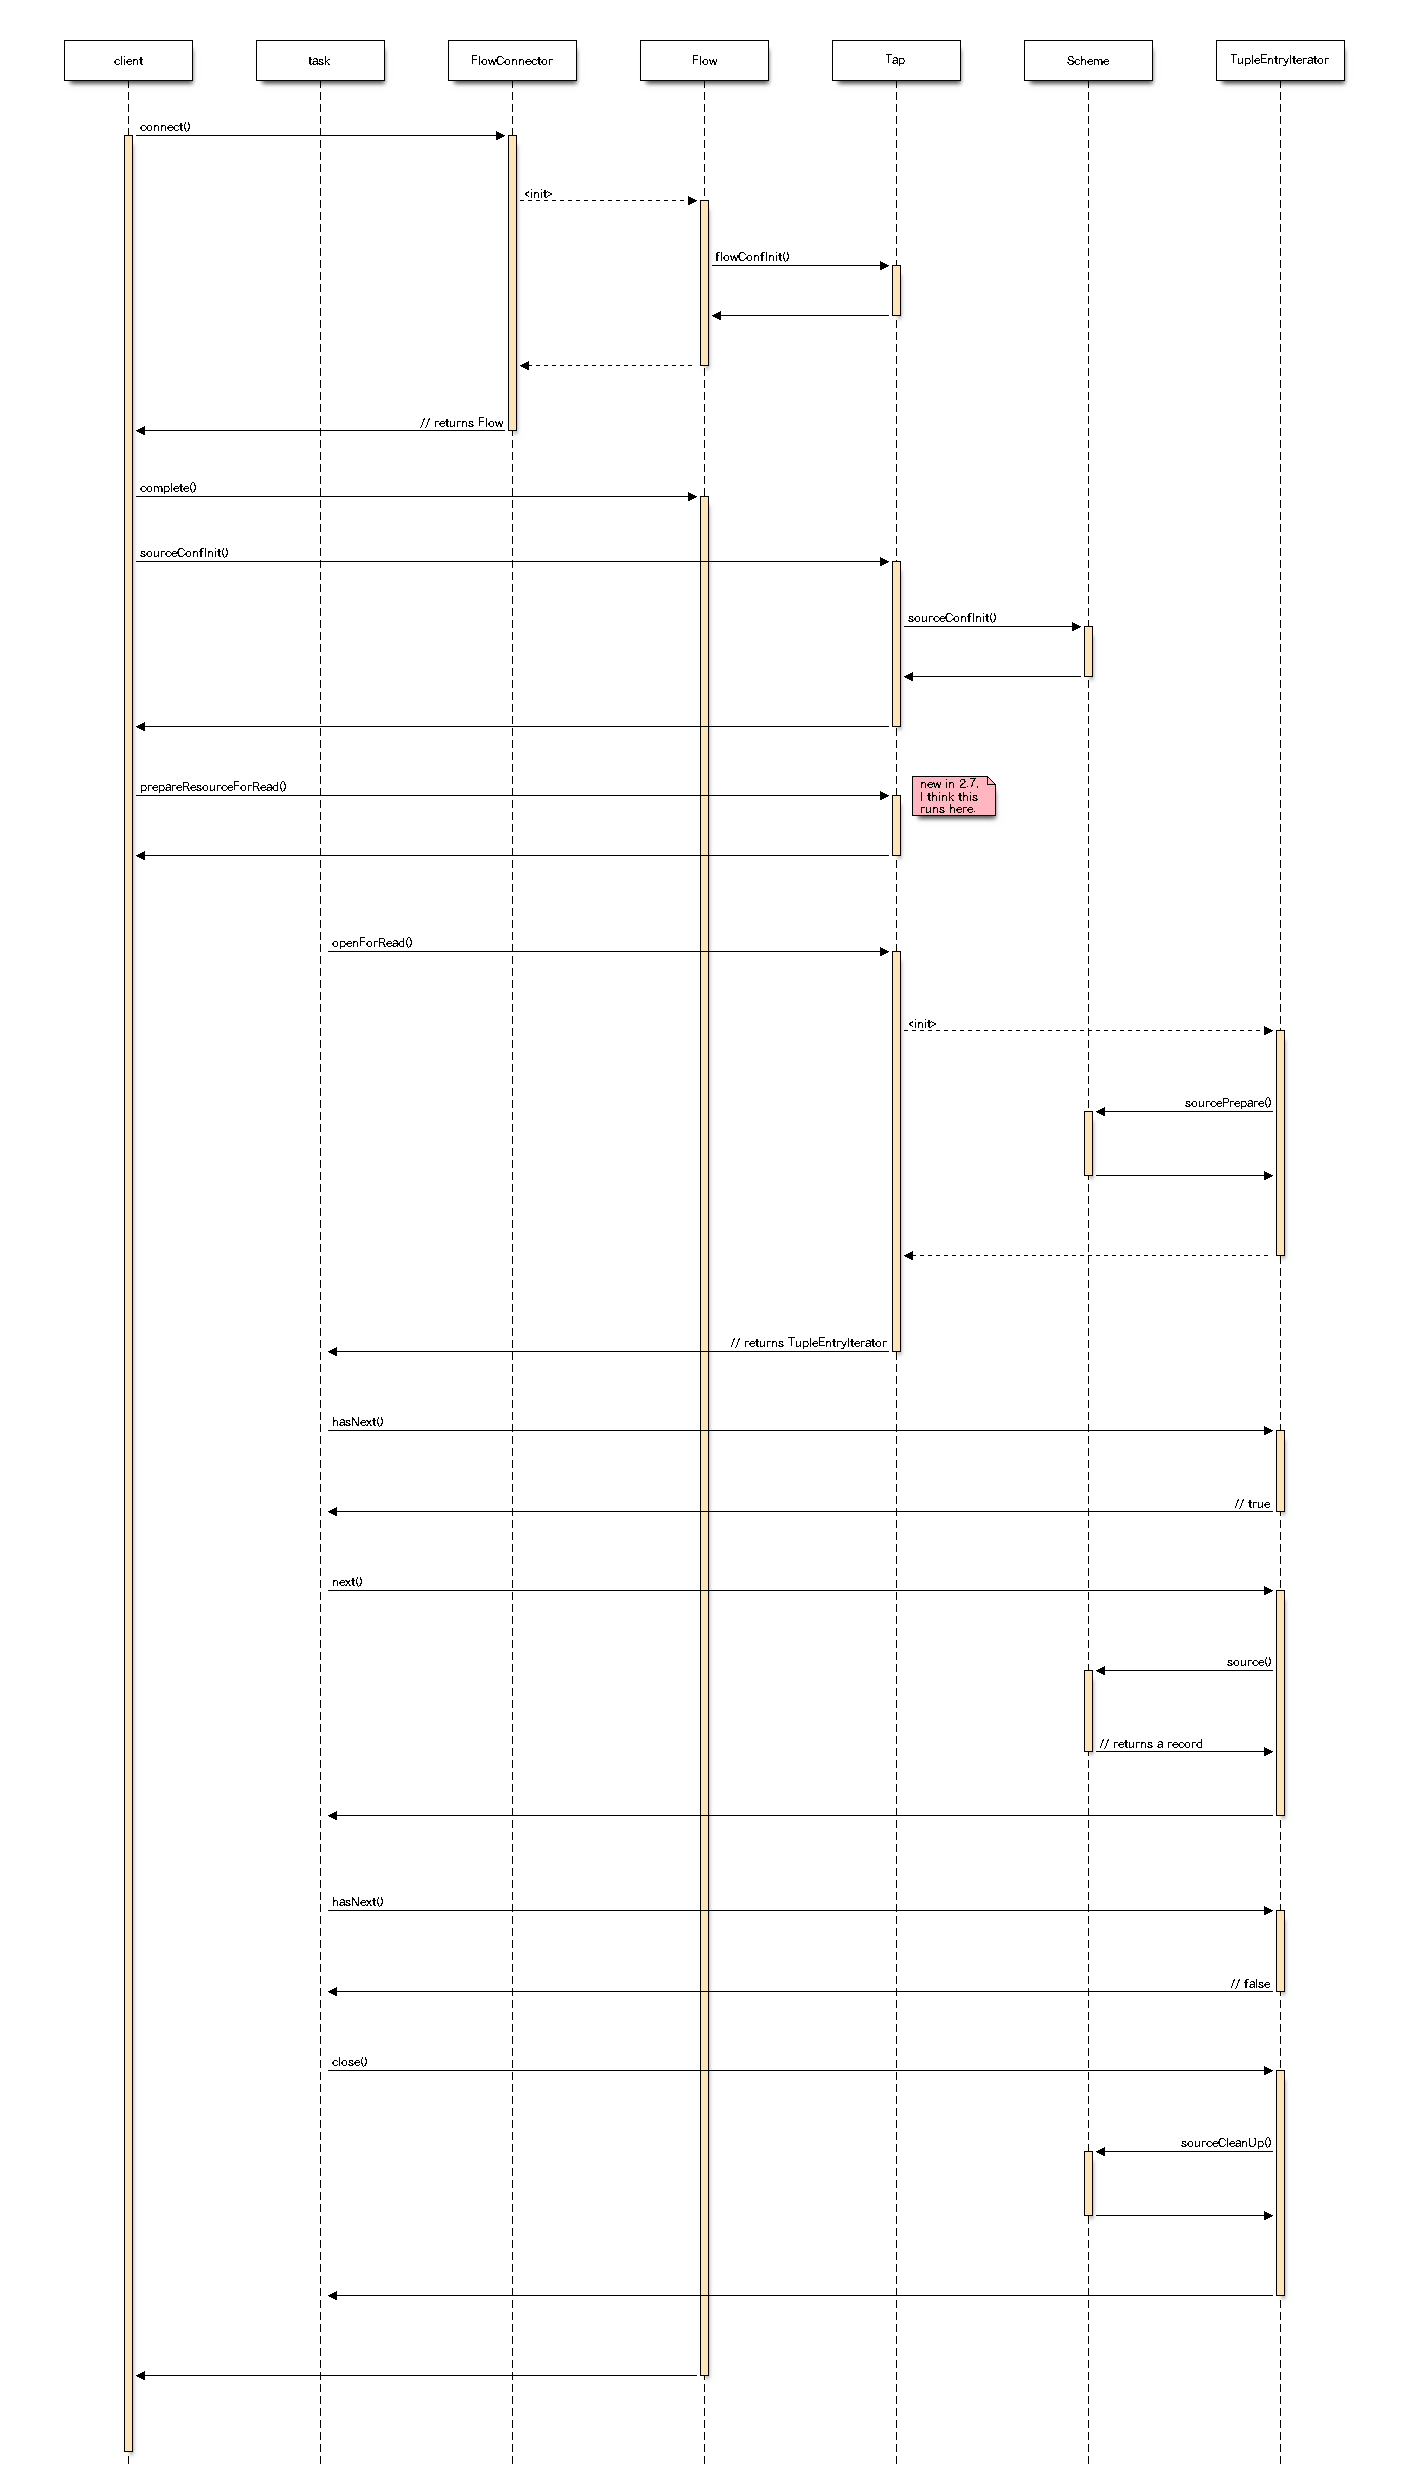 client
task
FlowConnector
Flow
Tap
Scheme
TupleEntryIterator
connect()
<init>
flowConfInit()
// returns Flow
complete()
sourceConfInit()
sourceConfInit()
prepareResourceForRead()
new in 2.7,
I think this
runs here.
openForRead()
<init>
sourcePrepare()
// returns TupleEntryIterator
hasNext()
// true
next()
source()
// returns a record
hasNext()
// false
close()
sourceCleanUp()